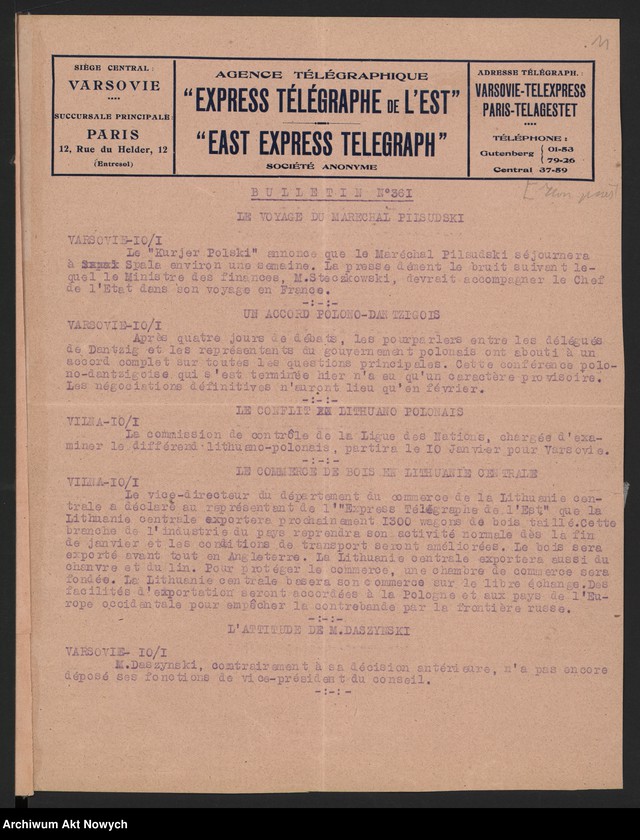 11
SIÈGE CENTRAL :
VARSOVIE
SUCCURSALE PRINCIPALE :
PARIS
12, Rue du Helder, 12
(Entresol)
AGENCE TÉLÉGRAPHIQUE
"EXPRESS TÉLÉGRAPHE DE L'EST"
"EAST EXPRESS TELEGRAPH"
SOCIÉTÉ ANONYME
ADRESSE TÉLÉGRAPH. :
VARSOVIE-TELEXPRESS
PARIS-TELAGESTET
TÉLÉPHONE :
Gutenberg { 01-53
79-26
Central 37-59
BULLETIN N°361
LE VOYAGE DU MARECHAL PILSUDSKI
VARSOVIE-IO/I
Le "Kurjer Polski" annonce que le Maréchal Pilsudski séjournera
à Spala environ une semaine. La presse dément le bruit suivant le-
quel le Ministre des finances, M.Steczkowski, devrait accompagner le Chef
de l'Etat dans son voyage en France.
-:-:-
UN ACCORD POLONO-DANTZIGOIS
VARSOVIE-IO/I
Après quatre jours de débats, les pourparlers entre les délégués
de Dantzig et les représentants du gouvernement polonais ont abouti à un
accord complet sur toutes les questions principales. Cette conférence polo-
no-dantzigoise qui s'est terminée hier n'a eu qu'un caractère provisoire.
Les négociations définitives n'auront lieu qu'en février.
-:-:-
LE CONFLIT LITHUANO POLONAIS
VILNA-IO/I
La commission de contrôle de la Ligue des Nations, chargée d'exa-
miner le différend lithueno-polonais, partira le IO Janvier pour Varsovie.
-:-:-
LE COMMERCE DE BOIS EN LITHUANIE CENTRALE
VILNA-IO/I
Le vice-directeur du département du commerce de la Lithuanie cen-
trale a déclaré au représentant de l'"Express Télégraphe de l'Est" que la
Lithuanie centrale exportera prochainement I300 wagons de bois taillé.Cette
branche de l'industrie du pays reprendra son activité normale dès la fin
de janvier et les conditions de transport seront améliorées. Le bois sera
exporté avant tout en Angleterre. La Lithuanie centrale exportera aussi du
chanvre et du lin. Pour protéger le commerce, une chambre de commerce sera
fondée. La Lithuanie centrale basera son commerce sur le libre échange.Des
facilités d'exportation seront accordées à la Pologne et aux pays de l'Eu-
rope occidentale pour empêcher la contrebande par la frontière russe.
-:-:-
L'ATTITUDE DE M.DASZYNSKI
VARSOVIE- IO/I
M.Daszynski, contrairement à sa décision antérieure, n'a pas encore
déposé ses fonctions de vice-président du conseil.
-:-:-
Archiwum Akt Nowych